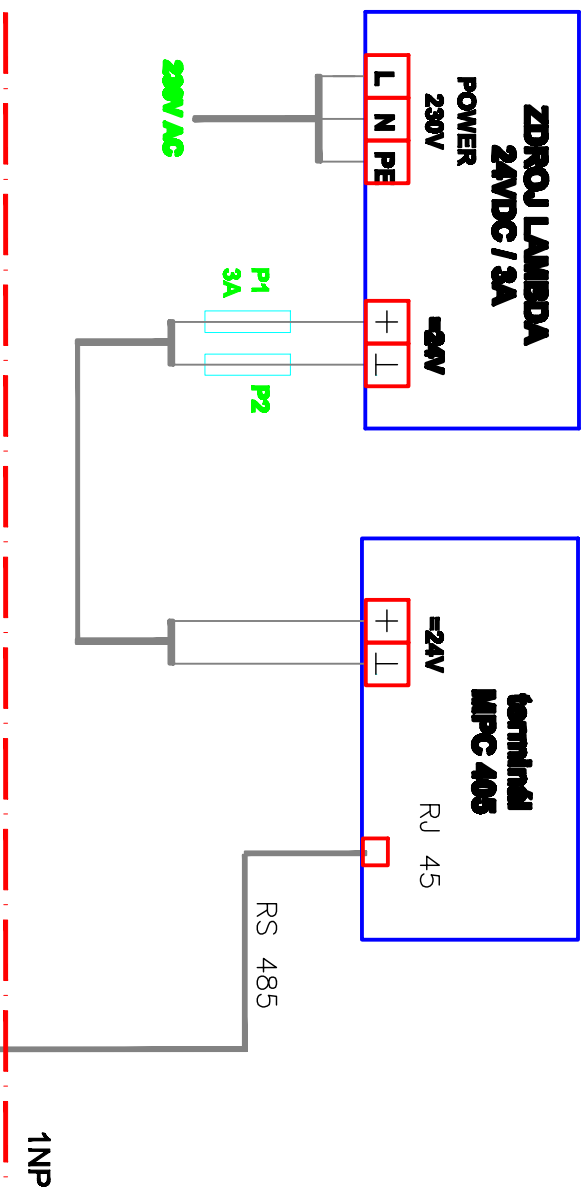 ZDROJ LAMBDA
24VDC / 3A
POWER
230V
L
N
PE
=24V
+
⊥
230V AC
P1
3A
P2
terminál
MPC 405
=24V
+
⊥
RJ 45
RS 485
1NP